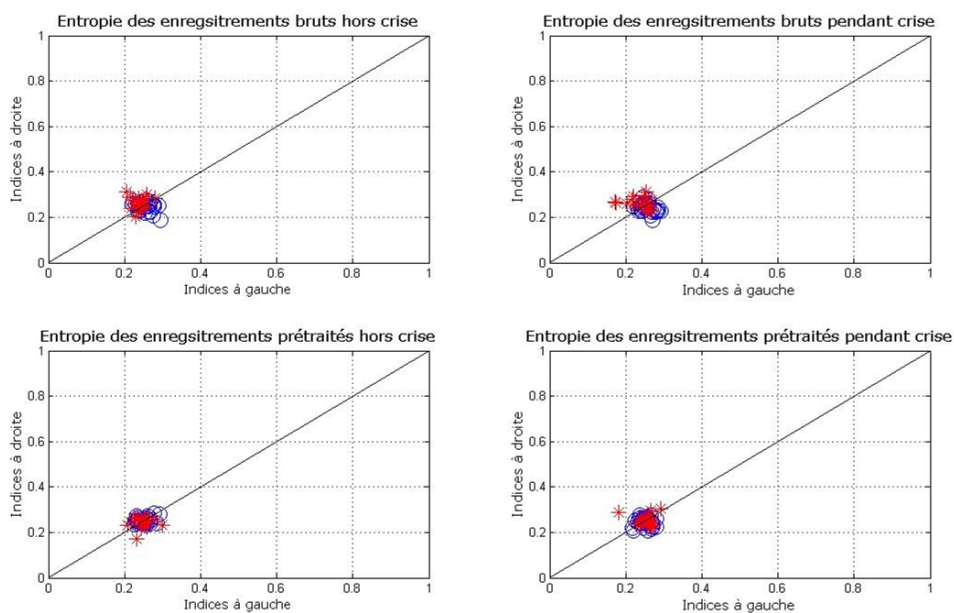 Entropie des enregsitrements bruts hors crise
1
0.8
0.6
0.4
0.2
0
Indices à droite
0 0.2 0.4 0.6 0.8 1
Indices à gauche
Entropie des enregsitrements bruts pendant crise
1
0.8
0.6
0.4
0.2
0
Indices à droite
0 0.2 0.4 0.6 0.8 1
Indices à gauche
Entropie des enregsitrements prétraités hors crise
1
0.8
0.6
0.4
0.2
0
Indices à droite
0 0.2 0.4 0.6 0.8 1
Indices à gauche
Entropie des enregsitrements prétraités pendant crise
1
0.8
0.6
0.4
0.2
0
Indices à droite
0 0.2 0.4 0.6 0.8 1
Indices à gauche